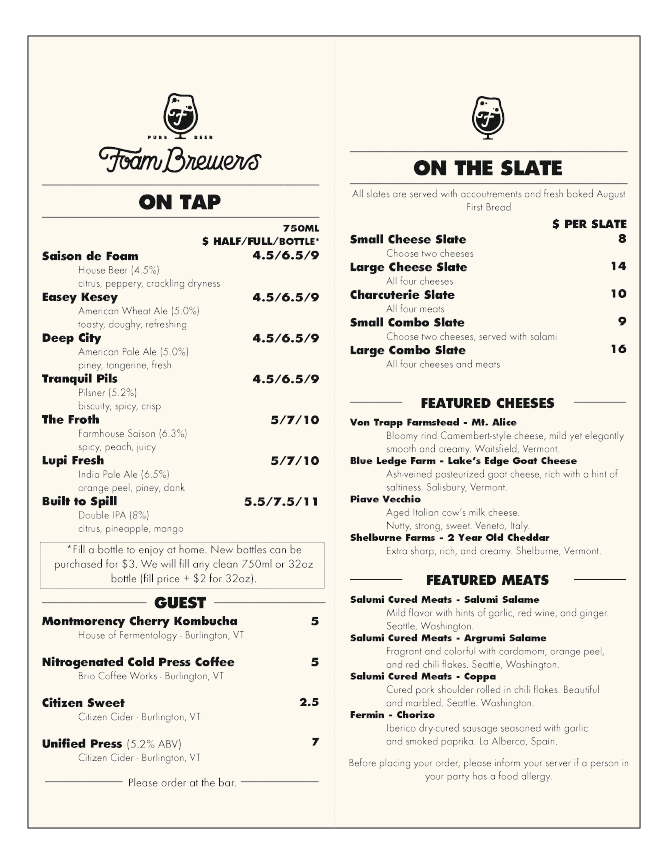 PURE BEER
Foam Brewers
ON TAP
750ML
$ HALF/FULL/BOTTLE*
Saison de Foam 4.5/6.5/9
House Beer (4.5%)
citrus, peppery, crackling dryness
Easey Kesey 4.5/6.5/9
American Wheat Ale (5.0%)
toasty, doughy, refreshing
Deep City 4.5/6.5/9
American Pale Ale (5.0%)
piney, tangerine, fresh
Tranquil Pils 4.5/6.5/9
Pilsner (5.2%)
biscuity, spicy, crisp
The Froth 5/7/10
Farmhouse Saison (6.3%)
spicy, peach, juicy
Lupi Fresh 5/7/10
India Pale Ale (6.5%)
orange peel, piney, dank
Built to Spill 5.5/7.5/11
Double IPA (8%)
citrus, pineapple, mango
*Fill a bottle to enjoy at home. New bottles can be
purchased for $3. We will fill any clean 750ml or 32oz
bottle (fill price + $2 for 32oz).
GUEST
Montmorency Cherry Kombucha 5
House of Fermentology - Burlington, VT
Nitrogenated Cold Press Coffee 5
Brio Coffee Works - Burlington, VT
Citizen Sweet 2.5
Citizen Cider - Burlington, VT
Unified Press (5.2% ABV) 7
Citizen Cider - Burlington, VT
Please order at the bar.
ON THE SLATE
All slates are served with accoutrements and fresh baked August
First Bread
$ PER SLATE
Small Cheese Slate 8
Choose two cheeses
Large Cheese Slate 14
All four cheeses
Charcuterie Slate 10
All four meats
Small Combo Slate 9
Choose two cheeses, served with salami
Large Combo Slate 16
All four cheeses and meats
FEATURED CHEESES
Von Trapp Farmstead - Mt. Alice
Bloomy rind Camembert-style cheese, mild yet elegantly
smooth and creamy. Waitsfield, Vermont.
Blue Ledge Farm - Lake's Edge Goat Cheese
Ash-veined pasteurized goat cheese, rich with a hint of
saltiness. Salisbury, Vermont.
Piave Vecchio
Aged Italian cow's milk cheese.
Nutty, strong, sweet. Veneto, Italy.
Shelburne Farms - 2 Year Old Cheddar
Extra sharp, rich, and creamy. Shelburne, Vermont.
FEATURED MEATS
Salumi Cured Meats - Salumi Salame
Mild flavor with hints of garlic, red wine, and ginger.
Seattle, Washington.
Salumi Cured Meats - Argrumi Salame
Fragrant and colorful with cardamom, orange peel,
and red chili flakes. Seattle, Washington.
Salumi Cured Meats - Coppa
Cured pork shoulder rolled in chili flakes. Beautiful
and marbled. Seattle. Washington.
Fermin - Chorizo
Iberico dry-cured sausage seasoned with garlic
and smoked paprika. La Alberca, Spain.
Before placing your order, please inform your server if a person in
your party has a food allergy.